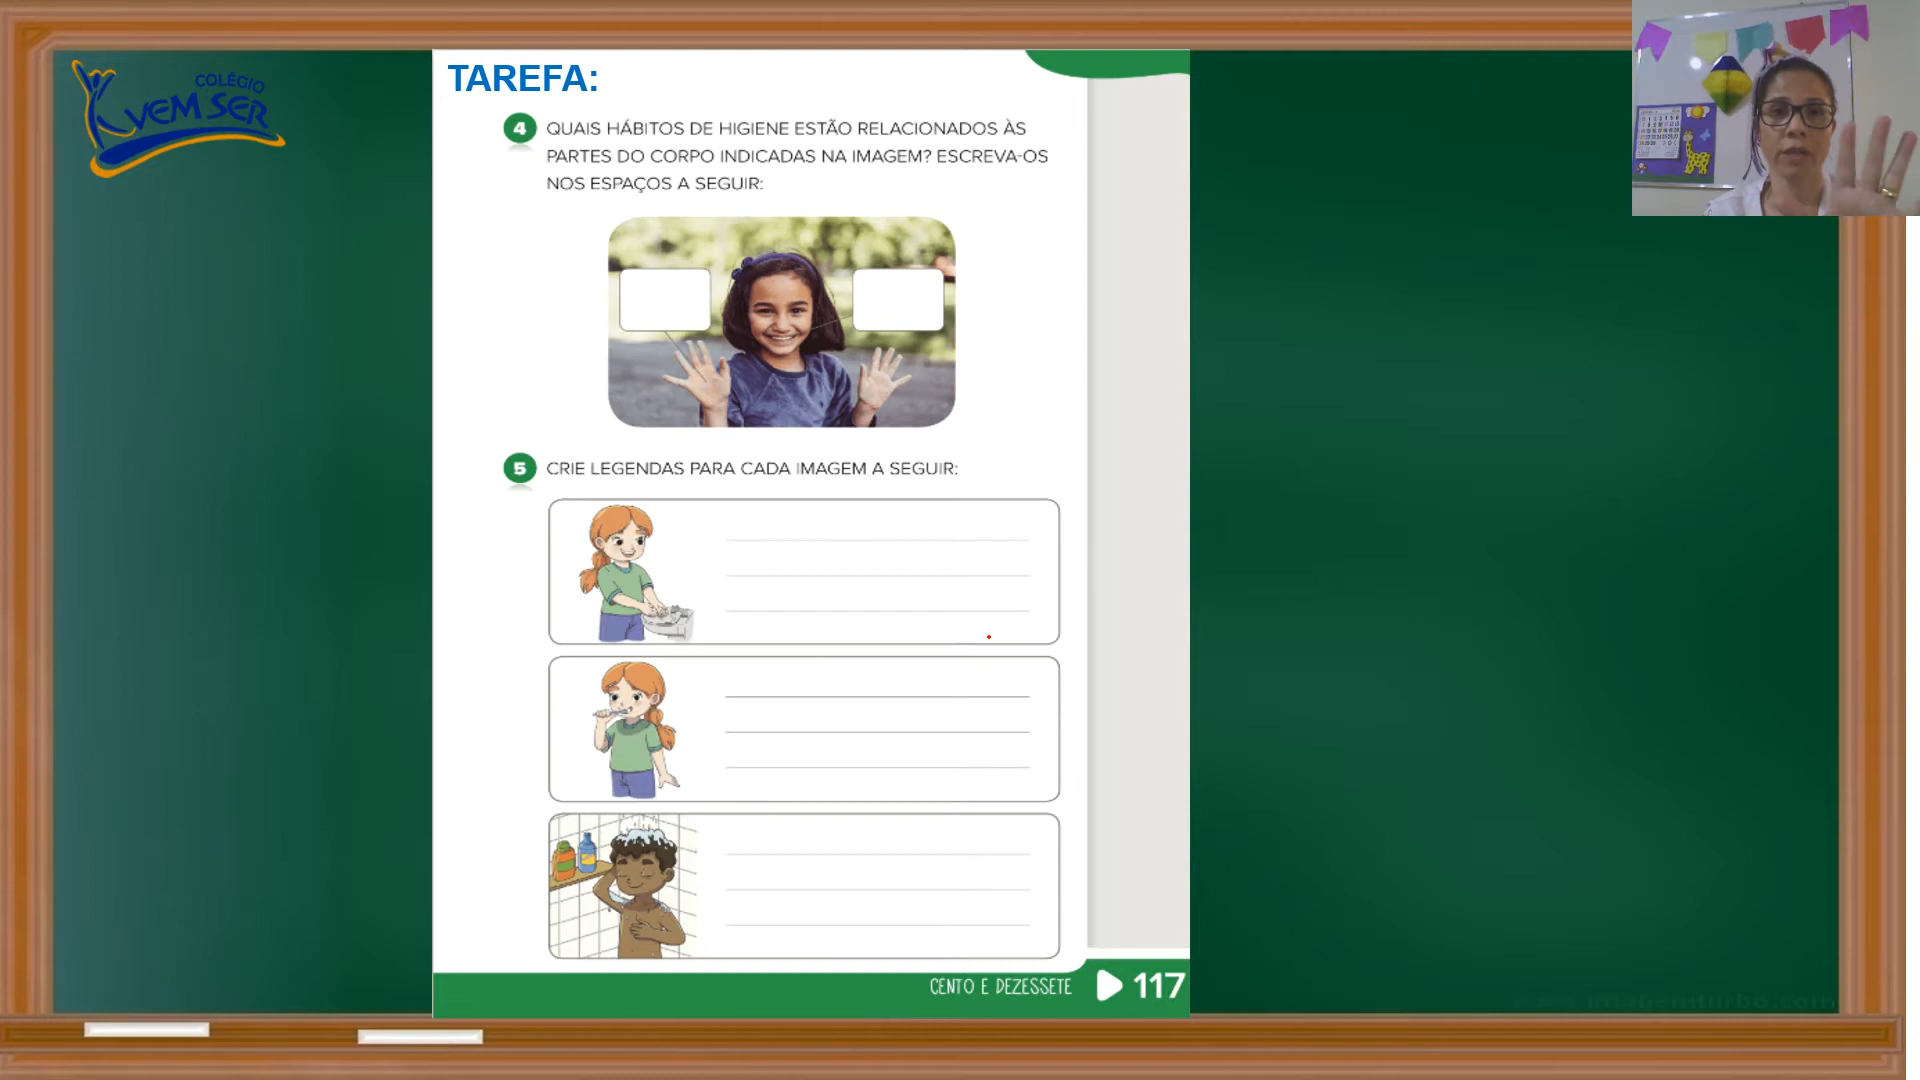 COLÉGIO
VEM SER
TAREFA:
4 QUAIS HÁBITOS DE HIGIENE ESTÃO RELACIONADOS ÀS
PARTES DO CORPO INDICADAS NA IMAGEM? ESCREVA-OS
NOS ESPAÇOS A SEGUIR:
5 CRIE LEGENDAS PARA CADA IMAGEM A SEGUIR:
CENTO E DEZESSETE 117